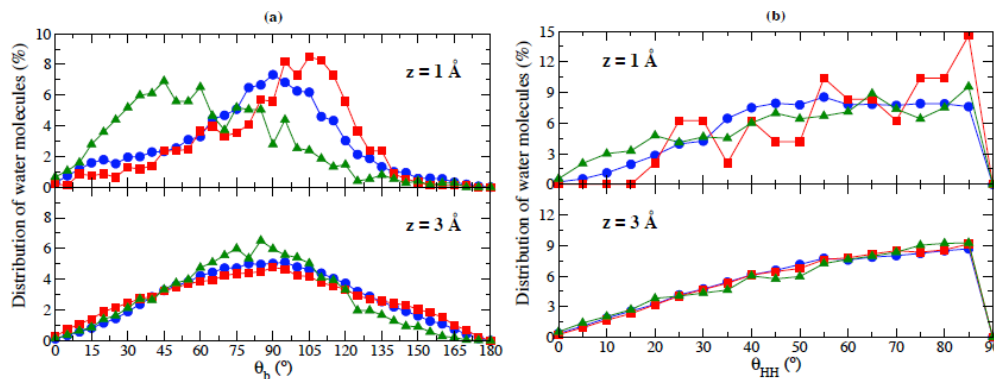 (a)
Distribution of water molecules (%)
10
8
6
4
2
0
z = 1 Å
8
6
4
2
0
z = 3 Å
0 15 30 45 60 75 90 105 120 135 150 165 180
θb (º)
(b)
Distribution of water molecules (%)
15
12
9
6
3
0
z = 1 Å
12
9
6
3
0
z = 3 Å
0 10 20 30 40 50 60 70 80 90
θHH (º)